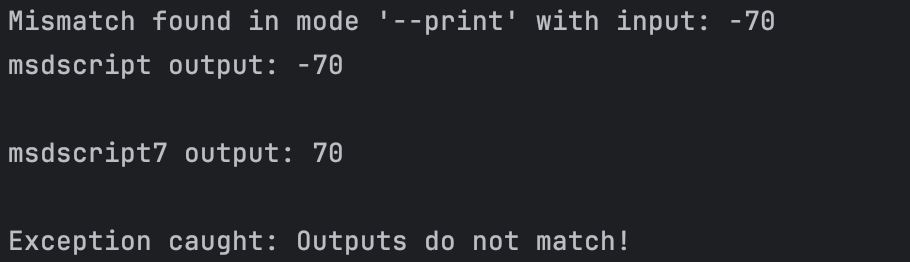 Mismatch found in mode '--print' with input: -70
msdscript output: -70
msdscript7 output: 70
Exception caught: Outputs do not match!